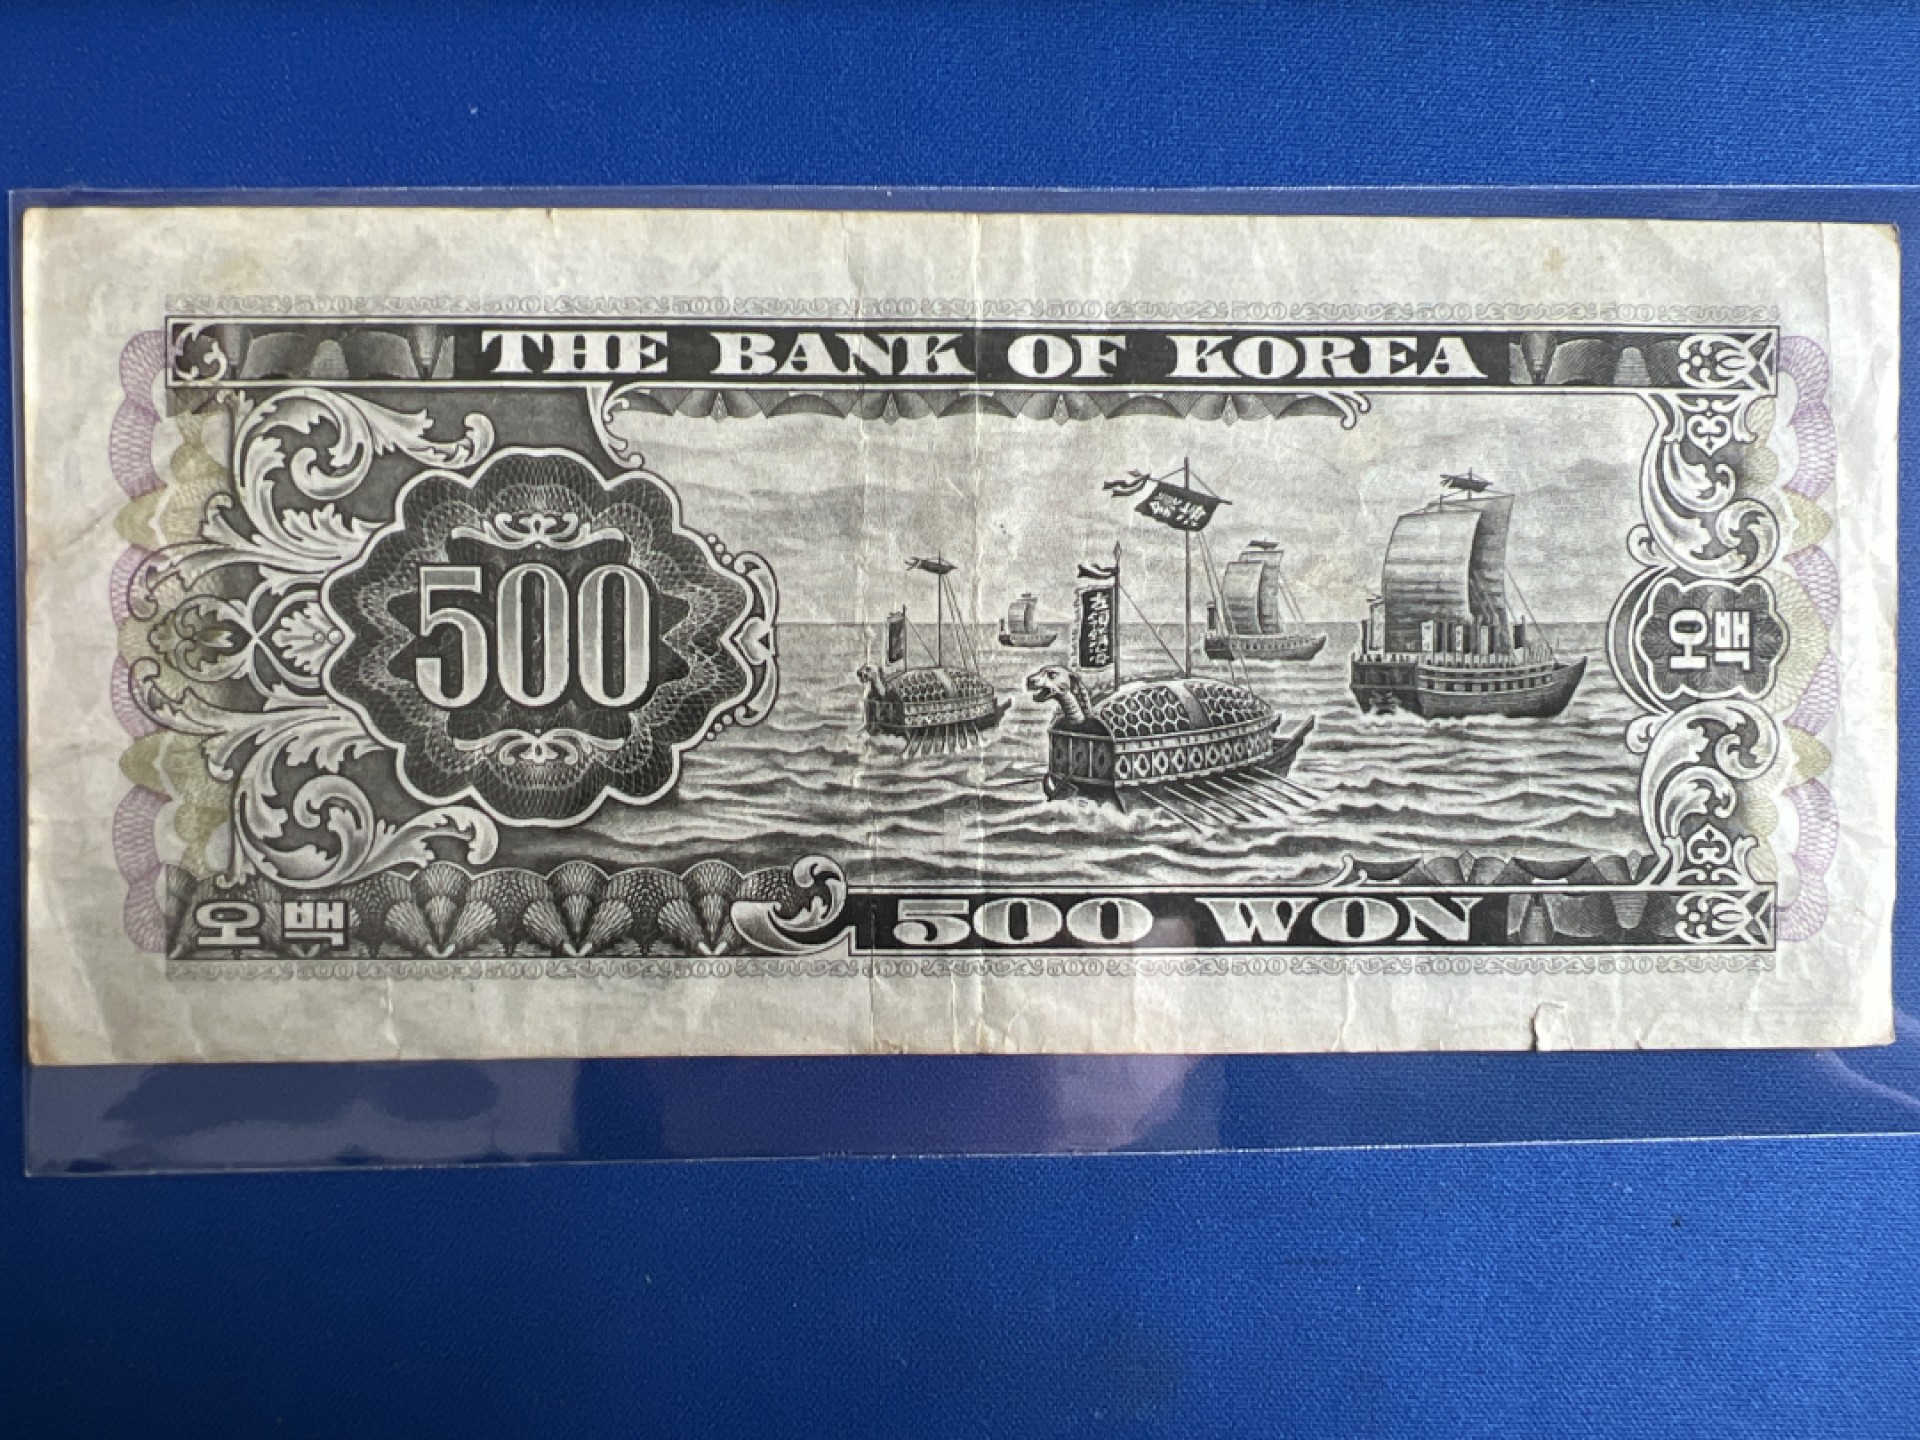 THE BANK OF KOREA
500
오백
오백
500 WON